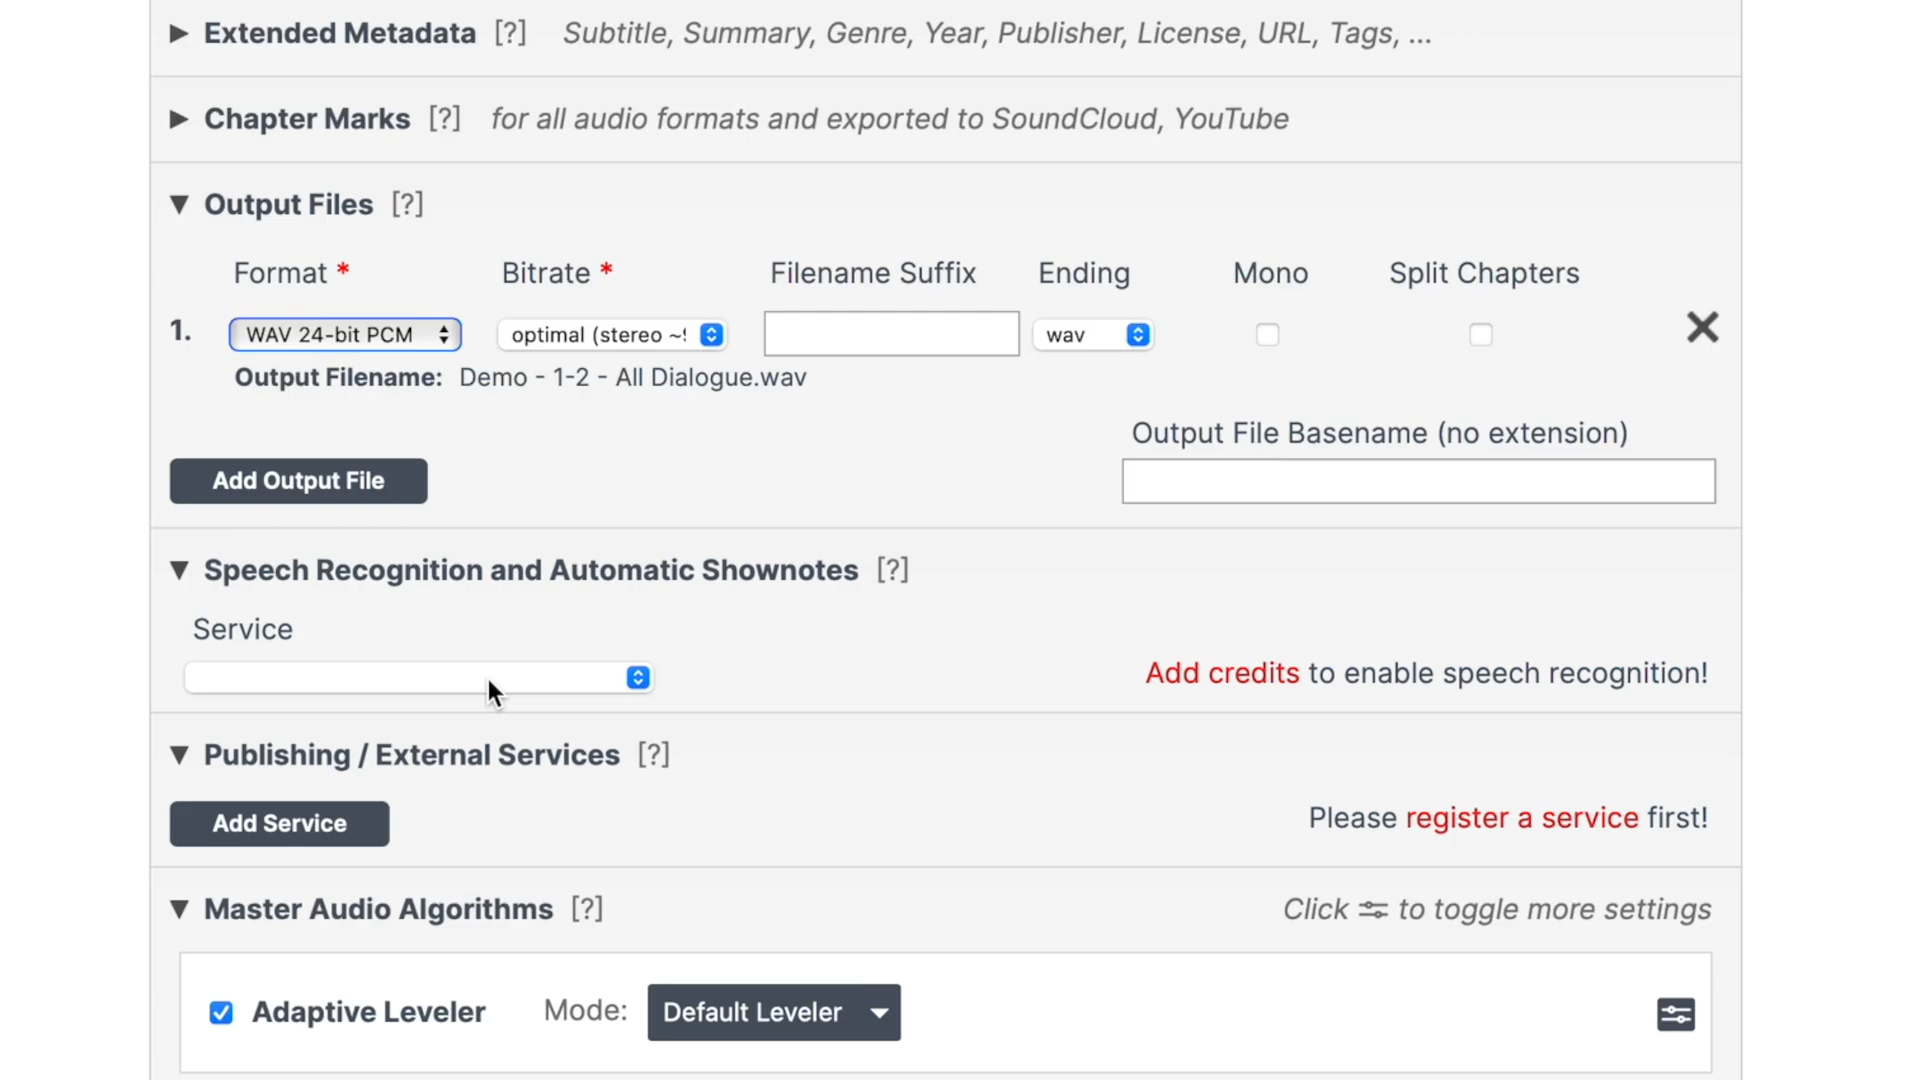 Extended Metadata [?] Subtitle, Summary, Genre, Year, Publisher, License, URL, Tags, ...
Chapter Marks [?] for all audio formats and exported to SoundCloud, YouTube
Output Files [?]
Format * Bitrate * Filename Suffix Ending Mono Split Chapters
1. WAV 24-bit PCM optimal (stereo ~ wav
Output Filename: Demo - 1-2 - All Dialogue.wav
Output File Basename (no extension)
Add Output File
Speech Recognition and Automatic Shownotes [?]
Service
Add credits to enable speech recognition!
Publishing / External Services [?]
Add Service Please register a service first!
Master Audio Algorithms [?] Click to toggle more settings
Adaptive Leveler Mode: Default Leveler